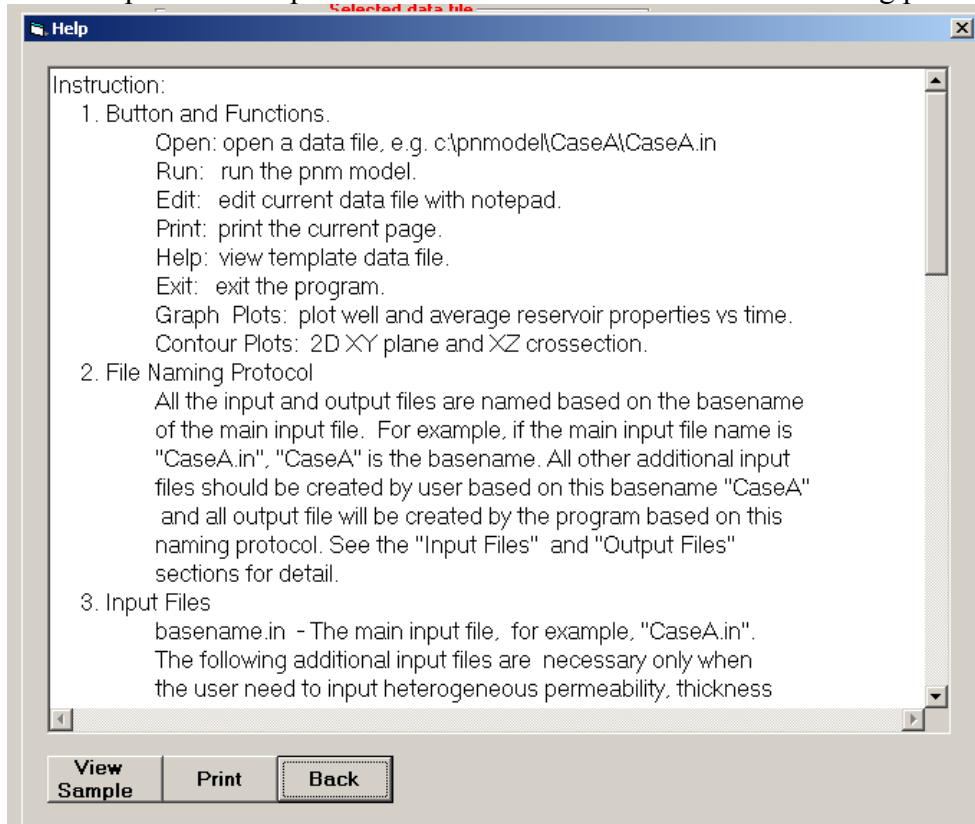 Selected data file
Help
Instruction:
1. Button and Functions.
Open: open a data file, e.g. c:\pnmodel\CaseA\CaseA.in
Run: run the pnm model.
Edit: edit current data file with notepad.
Print: print the current page.
Help: view template data file.
Exit: exit the program.
Graph Plots: plot well and average reservoir properties vs time.
Contour Plots: 2D XY plane and XZ crossection.
2. File Naming Protocol
All the input and output files are named based on the basename
of the main input file. For example, if the main input file name is
"CaseA.in", "CaseA" is the basename. All other additional input
files should be created by user based on this basename "CaseA"
and all output file will be created by the program based on this
naming protocol. See the "Input Files" and "Output Files"
sections for detail.
3. Input Files
basename.in - The main input file, for example, "CaseA.in".
The following additional input files are necessary only when
the user need to input heterogeneous permeability, thickness
View
Sample
Print
Back